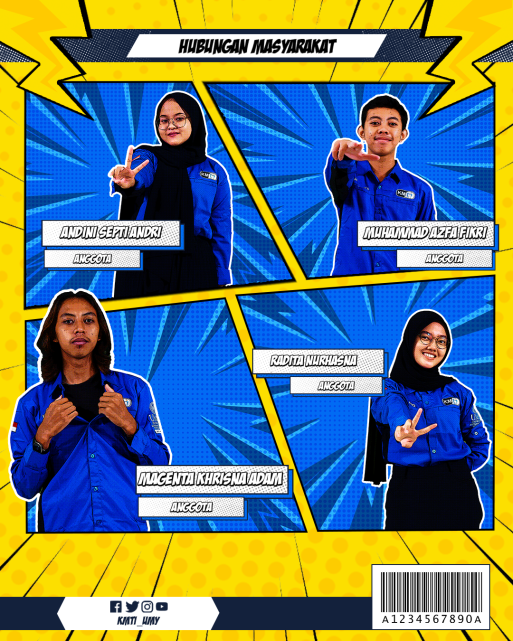 HUBUNGAN MASYARAKAT
KMTI
ANDINI SEPTI ANDRI
ANGGOTA
MUHAMMAD AZFA FIKRI
ANGGOTA
RADITA NURHASNA
ANGGOTA
MAGENTA KHRISNA ADAM
ANGGOTA
KMTI_UMY
A1234567890A